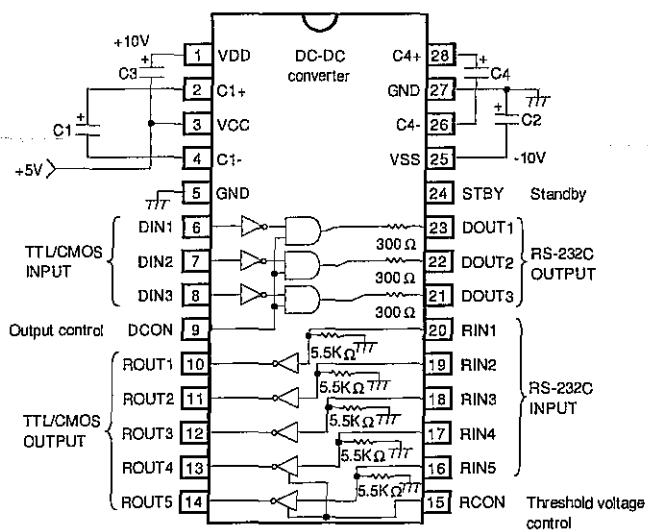 +10V
C3
C1
+5V
1 VDD
2 C1+
3 VCC
4 C1-
5 GND
DC-DC
converter
C4+ 28
GND 27
C4- 26
VSS 25
C4
C2
-10V
STBY 24 Standby
TTL/CMOS
INPUT
DIN1 6
DIN2 7
DIN3 8
300Ω
300Ω
300Ω
23 DOUT1
22 DOUT2
21 DOUT3
RS-232C
OUTPUT
Output control DCON 9
TTL/CMOS
OUTPUT
ROUT1 10
ROUT2 11
ROUT3 12
ROUT4 13
ROUT5 14
5.5KΩ
5.5KΩ
5.5KΩ
5.5KΩ
5.5KΩ
20 RIN1
19 RIN2
18 RIN3
17 RIN4
16 RIN5
RS-232C
INPUT
15 RCON Threshold voltage
control